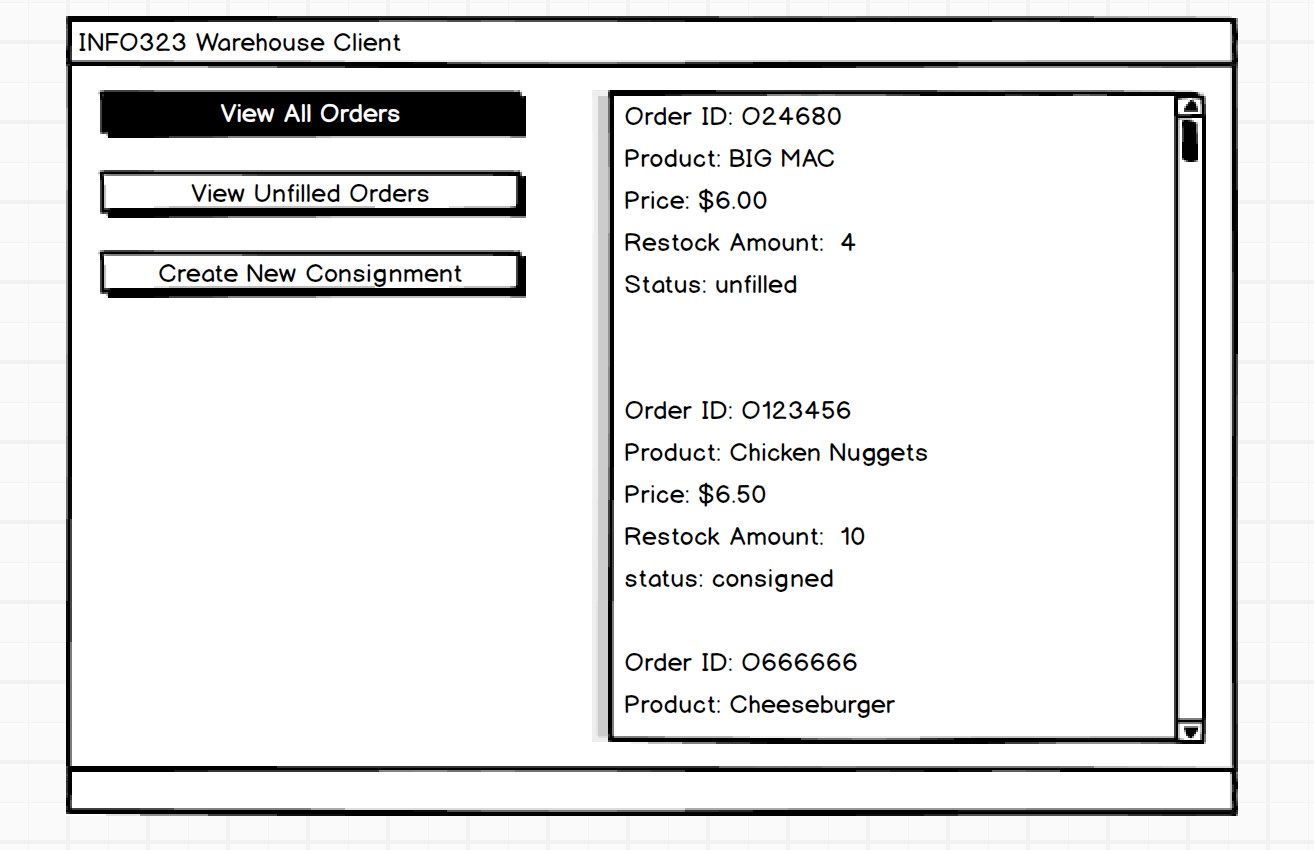 INFO323 Warehouse Client
View All Orders
View Unfilled Orders
Create New Consignment
Order ID: O24680
Product: BIG MAC
Price: $6.00
Restock Amount:  4
Status: unfilled
Order ID: O123456
Product: Chicken Nuggets
Price: $6.50
Restock Amount:  10
status: consigned
Order ID: O666666
Product: Cheeseburger